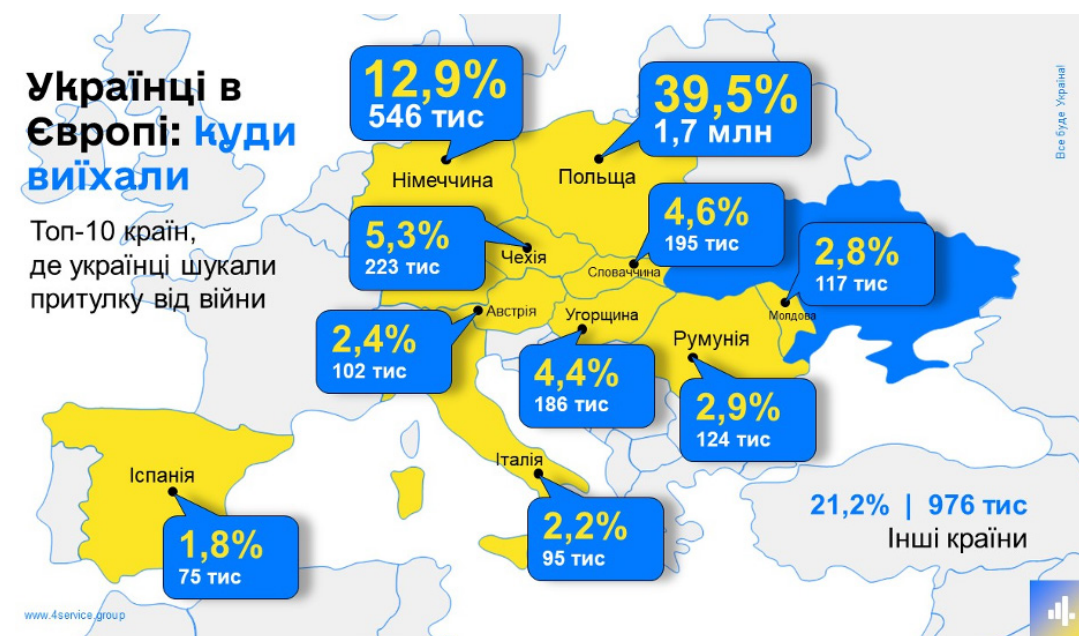 Українці в
Європі: куди
виїхали
Топ-10 країн,
де українці шукали
притулку від війни
12,9%
546 тис
Німеччина
39,5%
1,7 млн
Польща
Все буде Україна!
5,3%
223 тис
Чехія
4,6%
195 тис
Словаччина
2,8%
117 тис
Молдова
2,4%
102 тис
Австрія
Угорщина
4,4%
186 тис
Румунія
2,9%
124 тис
Іспанія
1,8%
75 тис
Італія
2,2%
95 тис
21,2% | 976 тис
Інші країни
www.4service.group